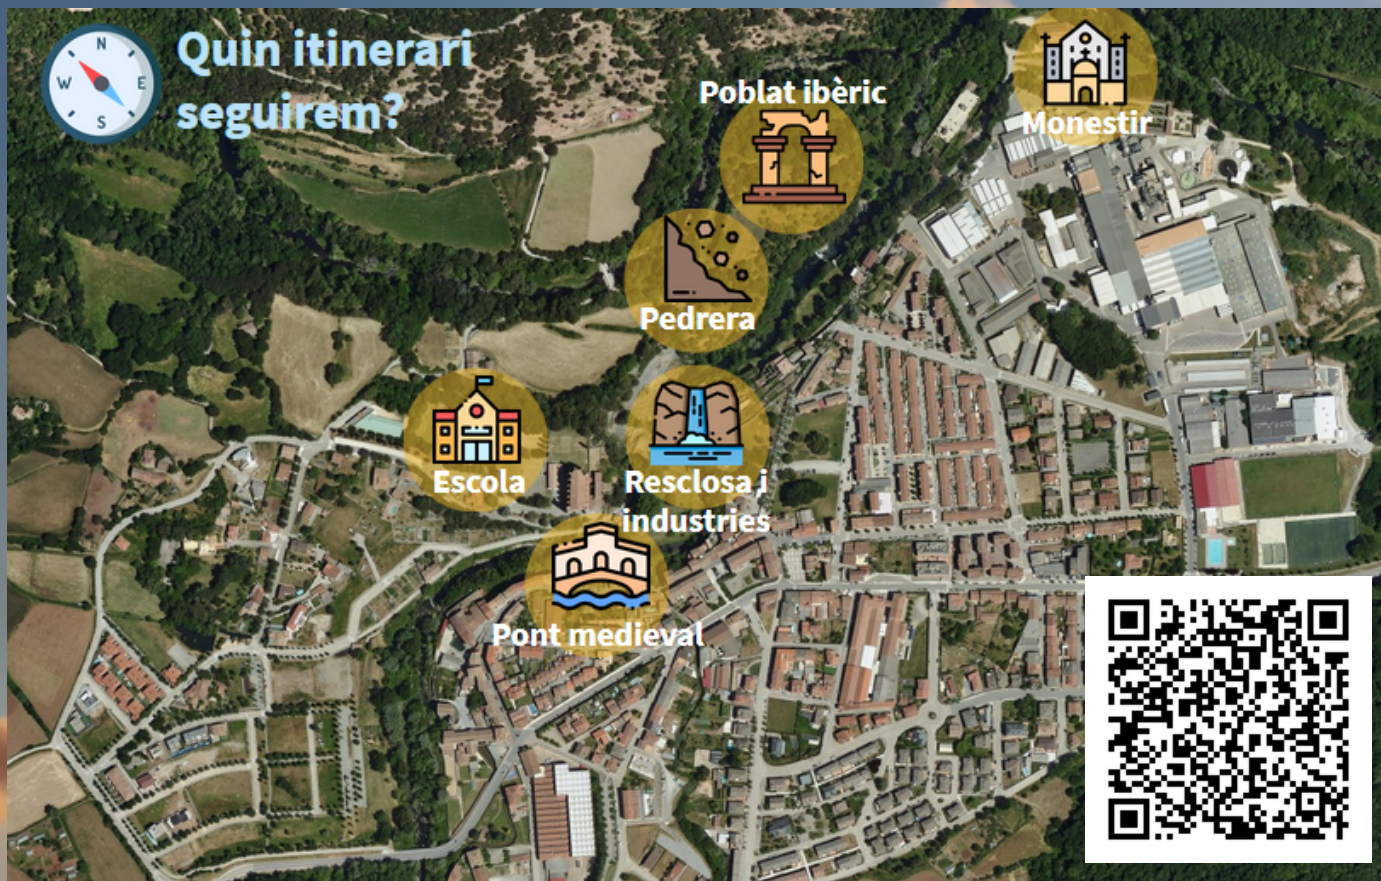 N
W
E
S
Quin itinerari
seguirem?
Poblat ibèric
Monestir
Pedrera
Escola
Resclosa i
industries
Pont medieval